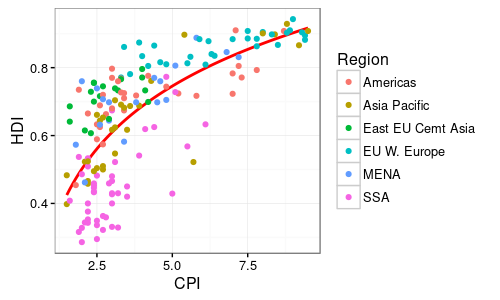 HDI
0.8
0.6
0.4
2.5 5.0 7.5
CPI
Region
Americas
Asia Pacific
East EU Cemt Asia
EU W. Europe
MENA
SSA